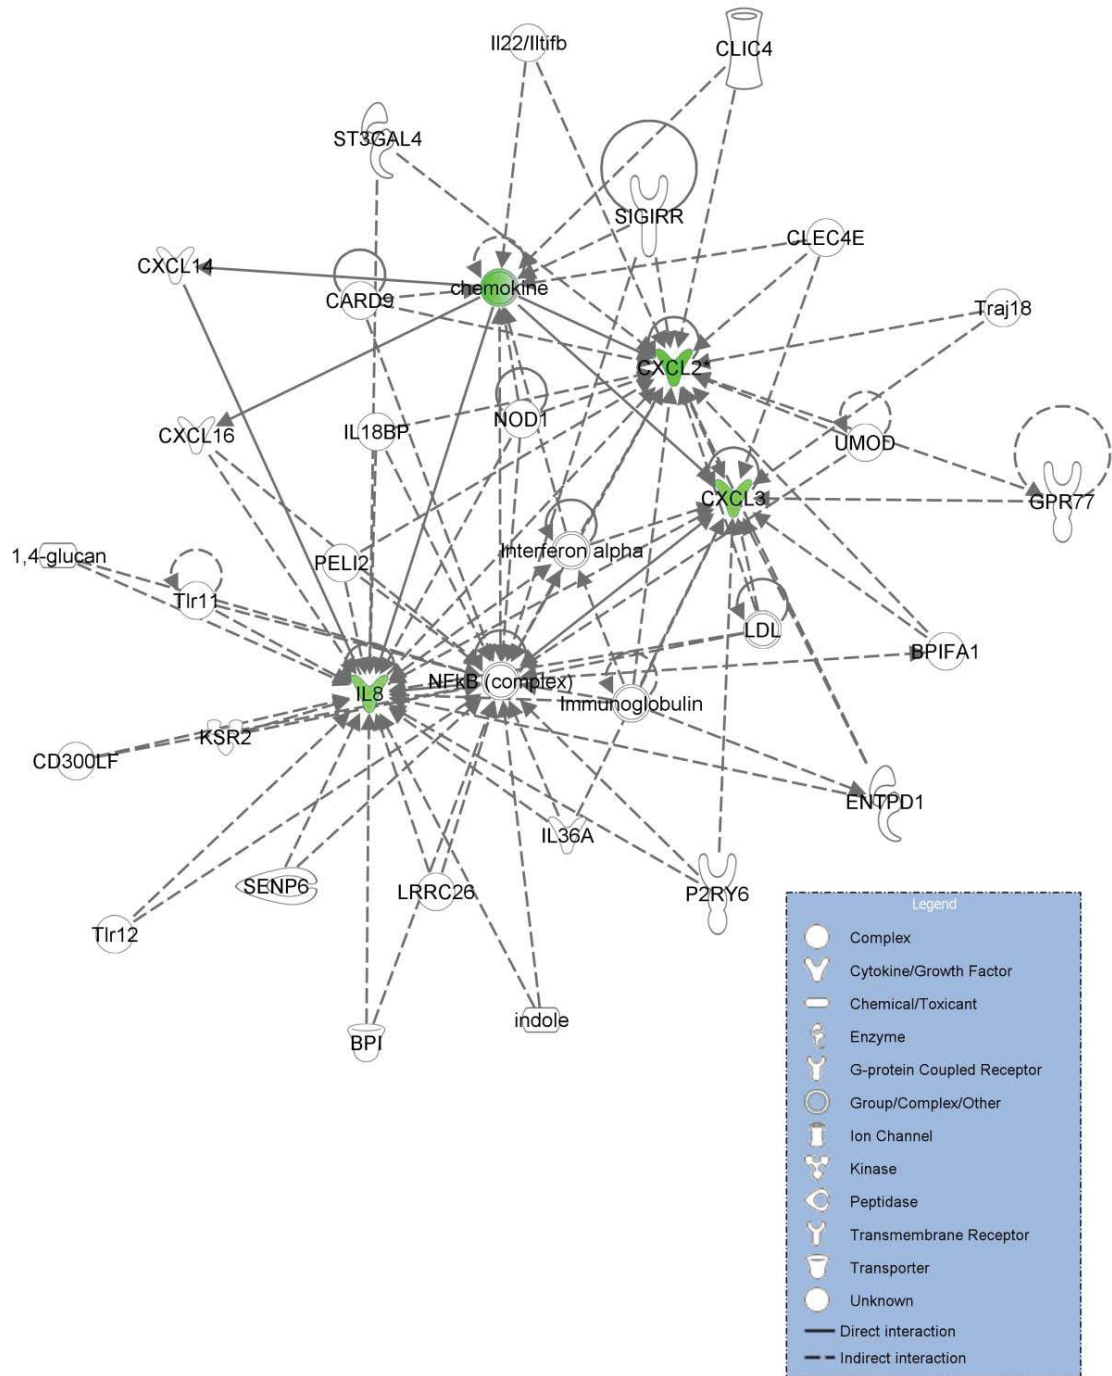 Il22/Iltifb
CLIC4
ST3GAL4
SIGIRR
CLEC4E
CXCL14
chemokine
CARD9
Traj18
CXCL2*
CXCL16
IL18BP
NOD1
UMOD
CXCL3
GPR77
1,4-glucan
PELI2
Interferon alpha
Tlr11
LDL
BPIFA1
NFkB (complex)
IL8
Immunoglobulin
KSR2
CD300LF
ENTPD1
IL36A
SENP6
LRRC26
P2RY6
Tlr12
indole
BPI
Legend
Complex
Cytokine/Growth Factor
Chemical/Toxicant
Enzyme
G-protein Coupled Receptor
Group/Complex/Other
Ion Channel
Kinase
Peptidase
Transmembrane Receptor
Transporter
Unknown
Direct interaction
Indirect interaction